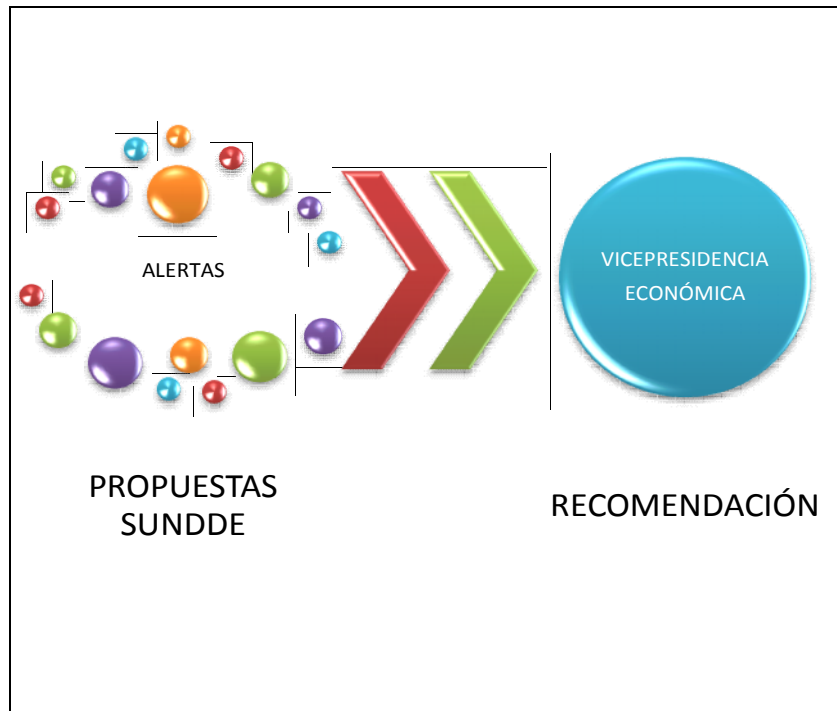 ALERTAS
VICEPRESIDENCIA
ECONÓMICA
PROPUESTAS
SUNDDE
RECOMENDACIÓN